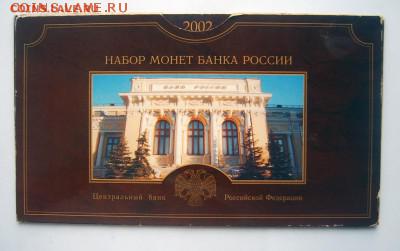 COINS.SALE.RU
2002
НАБОР МОНЕТ БАНКА РОССИИ
Центральный банк Российской Федерации